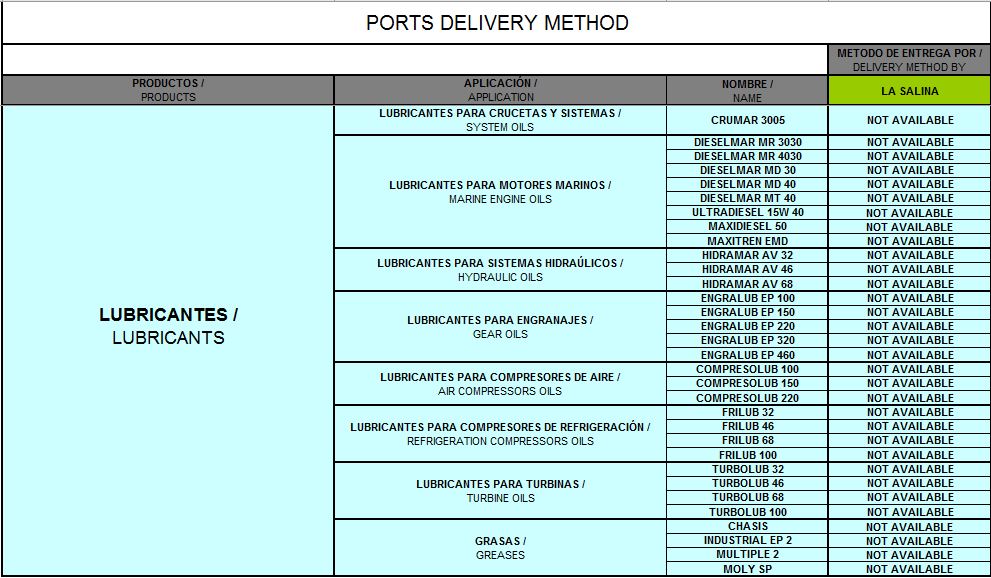 PORTS DELIVERY METHOD
METODO DE ENTREGA POR /
DELIVERY METHOD BY
PRODUCTOS /
PRODUCTS
APLICACIÓN /
APPLICATION
NOMBRE /
NAME
LA SALINA
LUBRICANTES /
LUBRICANTS
LUBRICANTES PARA CRUCETAS Y SISTEMAS /
SYSTEM OILS
CRUMAR 3005 NOT AVAILABLE
LUBRICANTES PARA MOTORES MARINOS /
MARINE ENGINE OILS
DIESELMAR MR 3030 NOT AVAILABLE
DIESELMAR MR 4030 NOT AVAILABLE
DIESELMAR MD 30 NOT AVAILABLE
DIESELMAR MD 40 NOT AVAILABLE
DIESELMAR MT 40 NOT AVAILABLE
ULTRADIESEL 15W 40 NOT AVAILABLE
MAXIDIESEL 50 NOT AVAILABLE
MAXITREN EMD NOT AVAILABLE
LUBRICANTES PARA SISTEMAS HIDRAÚLICOS /
HYDRAULIC OILS
HIDRAMAR AV 32 NOT AVAILABLE
HIDRAMAR AV 46 NOT AVAILABLE
HIDRAMAR AV 68 NOT AVAILABLE
LUBRICANTES PARA ENGRANAJES /
GEAR OILS
ENGRALUB EP 100 NOT AVAILABLE
ENGRALUB EP 150 NOT AVAILABLE
ENGRALUB EP 220 NOT AVAILABLE
ENGRALUB EP 320 NOT AVAILABLE
ENGRALUB EP 460 NOT AVAILABLE
LUBRICANTES PARA COMPRESORES DE AIRE /
AIR COMPRESSORS OILS
COMPRESOLUB 100 NOT AVAILABLE
COMPRESOLUB 150 NOT AVAILABLE
COMPRESOLUB 220 NOT AVAILABLE
LUBRICANTES PARA COMPRESORES DE REFRIGERACIÓN /
REFRIGERATION COMPRESSORS OILS
FRILUB 32 NOT AVAILABLE
FRILUB 46 NOT AVAILABLE
FRILUB 68 NOT AVAILABLE
FRILUB 100 NOT AVAILABLE
LUBRICANTES PARA TURBINAS /
TURBINE OILS
TURBOLUB 32 NOT AVAILABLE
TURBOLUB 46 NOT AVAILABLE
TURBOLUB 68 NOT AVAILABLE
TURBOLUB 100 NOT AVAILABLE
GRASAS /
GREASES
CHASIS NOT AVAILABLE
INDUSTRIAL EP 2 NOT AVAILABLE
MULTIPLE 2 NOT AVAILABLE
MOLY SP NOT AVAILABLE